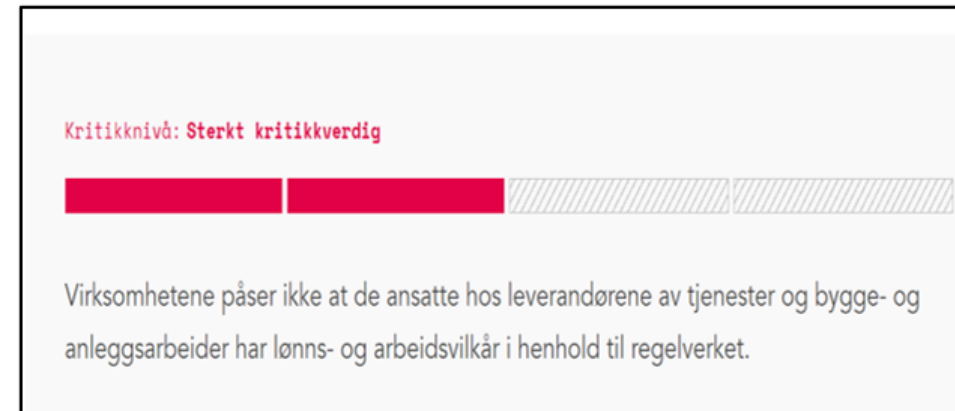 Kritikknivå: Sterkt kritikkverdig
Virksomhetene påser ikke at de ansatte hos leverandørene av tjenester og bygge- og
anleggsarbeider har lønns- og arbeidsvilkår i henhold til regelverket.